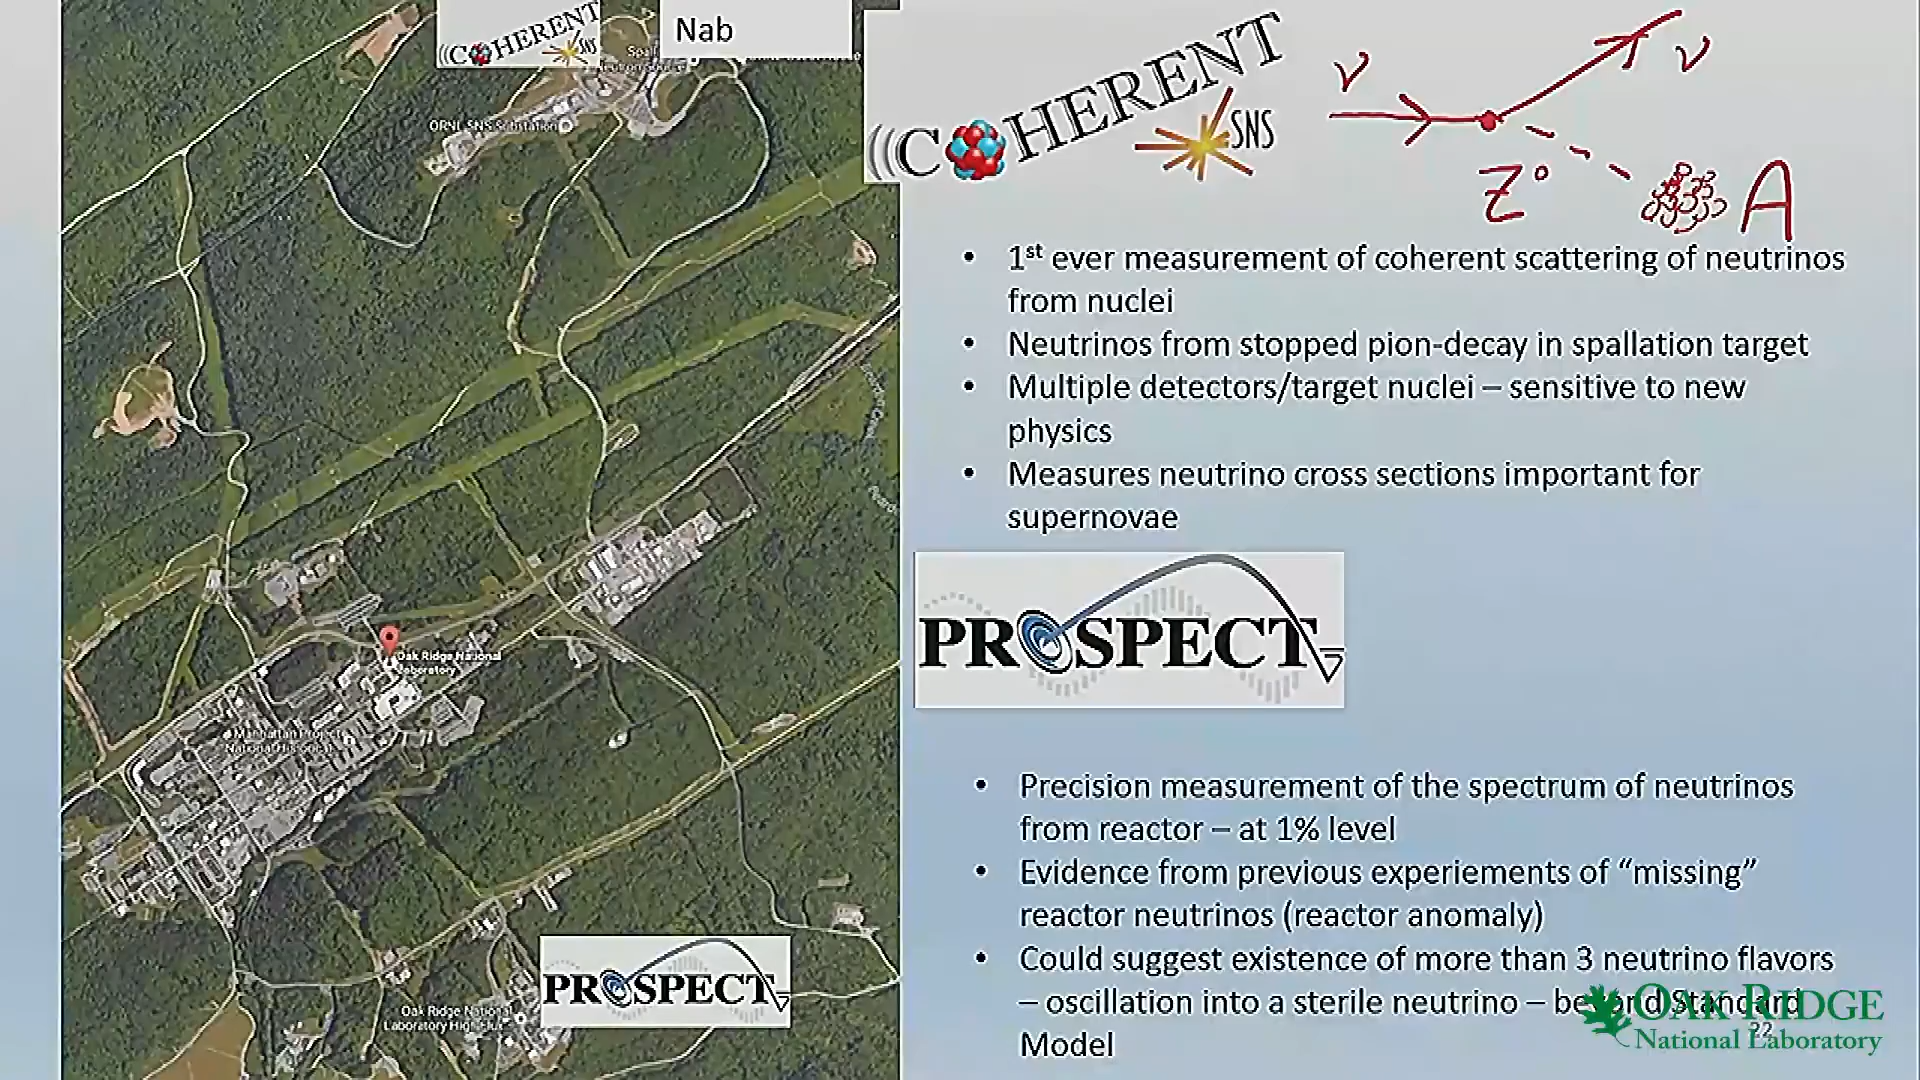 ((COHERENT
SNS
Nab
ORNL SNS Substation
Oak Ridge National
Laboratory
Manhattan Project
National Historical
PROSPECT
Oak Ridge National
Laboratory High Flux
((COHERENT
SNS
ν
ν
Z⁰
A
• 1st ever measurement of coherent scattering of neutrinos
from nuclei
• Neutrinos from stopped pion-decay in spallation target
• Multiple detectors/target nuclei – sensitive to new
physics
• Measures neutrino cross sections important for
supernovae
PROSPECT
• Precision measurement of the spectrum of neutrinos
from reactor – at 1% level
• Evidence from previous experiements of “missing”
reactor neutrinos (reactor anomaly)
• Could suggest existence of more than 3 neutrino flavors
– oscillation into a sterile neutrino – beyond Standard
Model
22
OAK RIDGE
National Laboratory